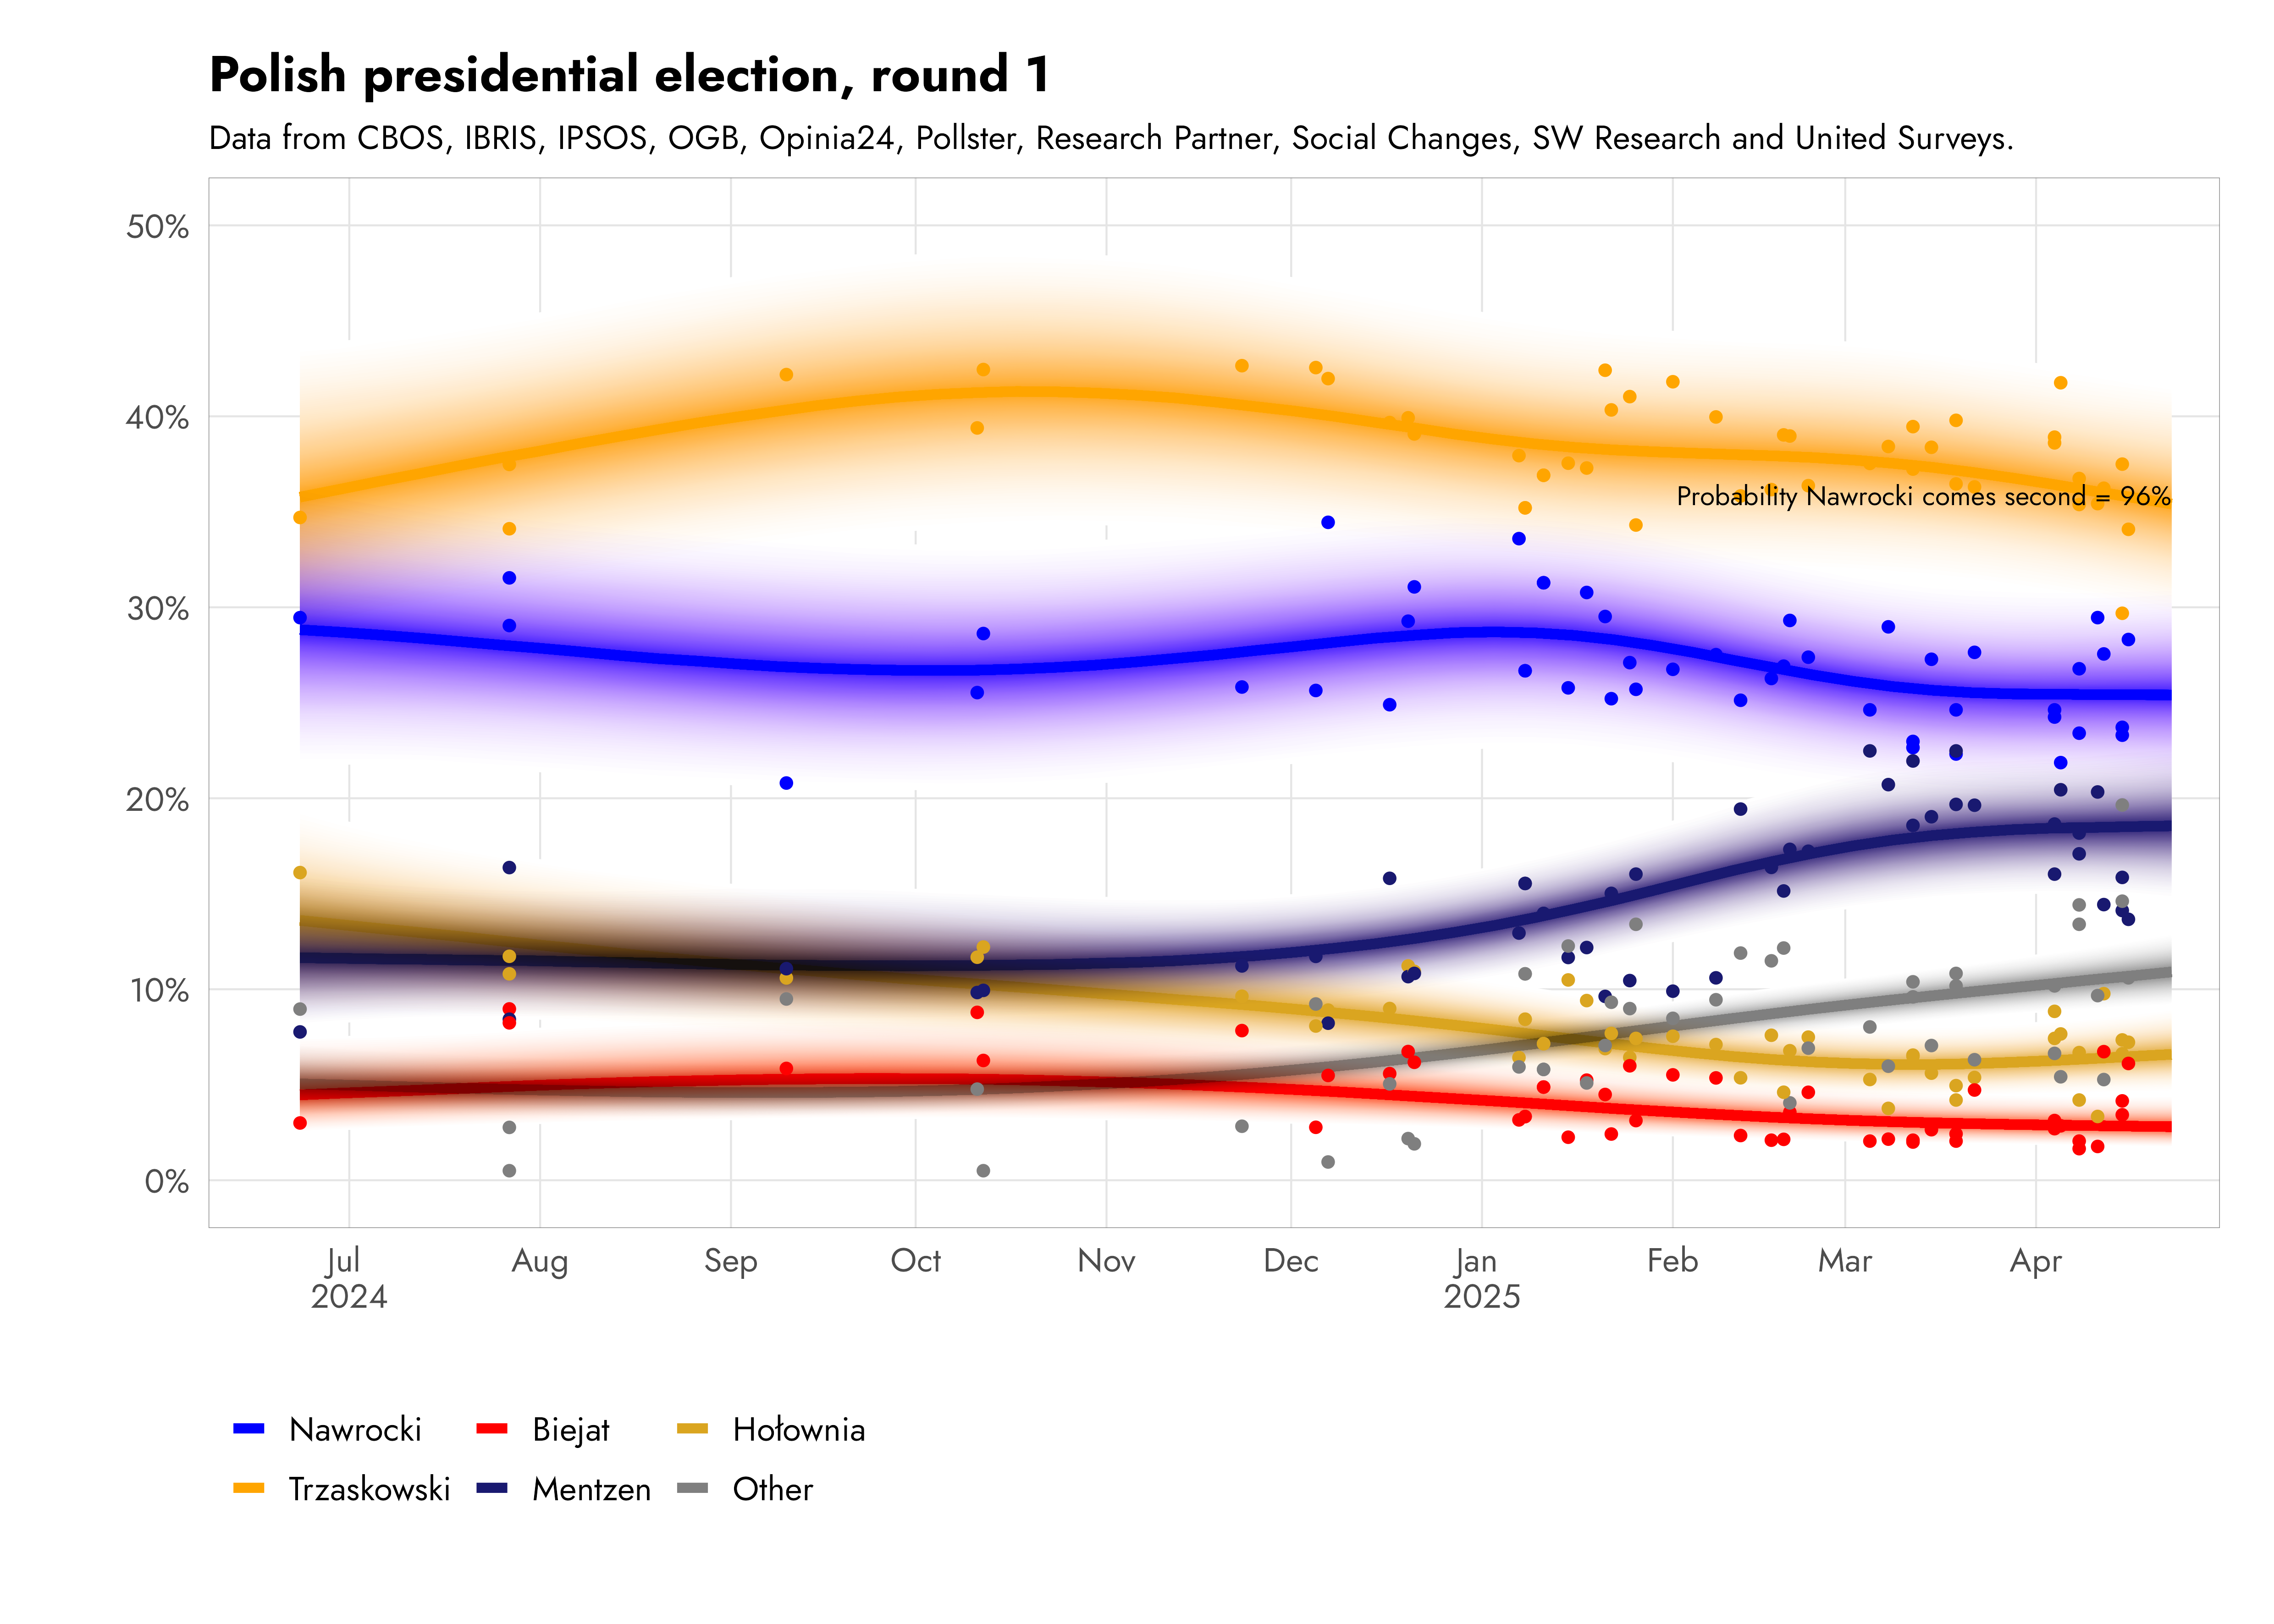 Polish presidential election, round 1
Data from CBOS, IBRIS, IPSOS, OGB, Opinia24, Pollster, Research Partner, Social Changes, SW Research and United Surveys.
50%
40%
Probability Nawrocki comes second = 96%
30%
20%
10%
0%
Jul Aug Sep Oct Nov Dec Jan Feb Mar Apr
2024 2025
Nawrocki Biejat Hołownia
Trzaskowski Mentzen Other